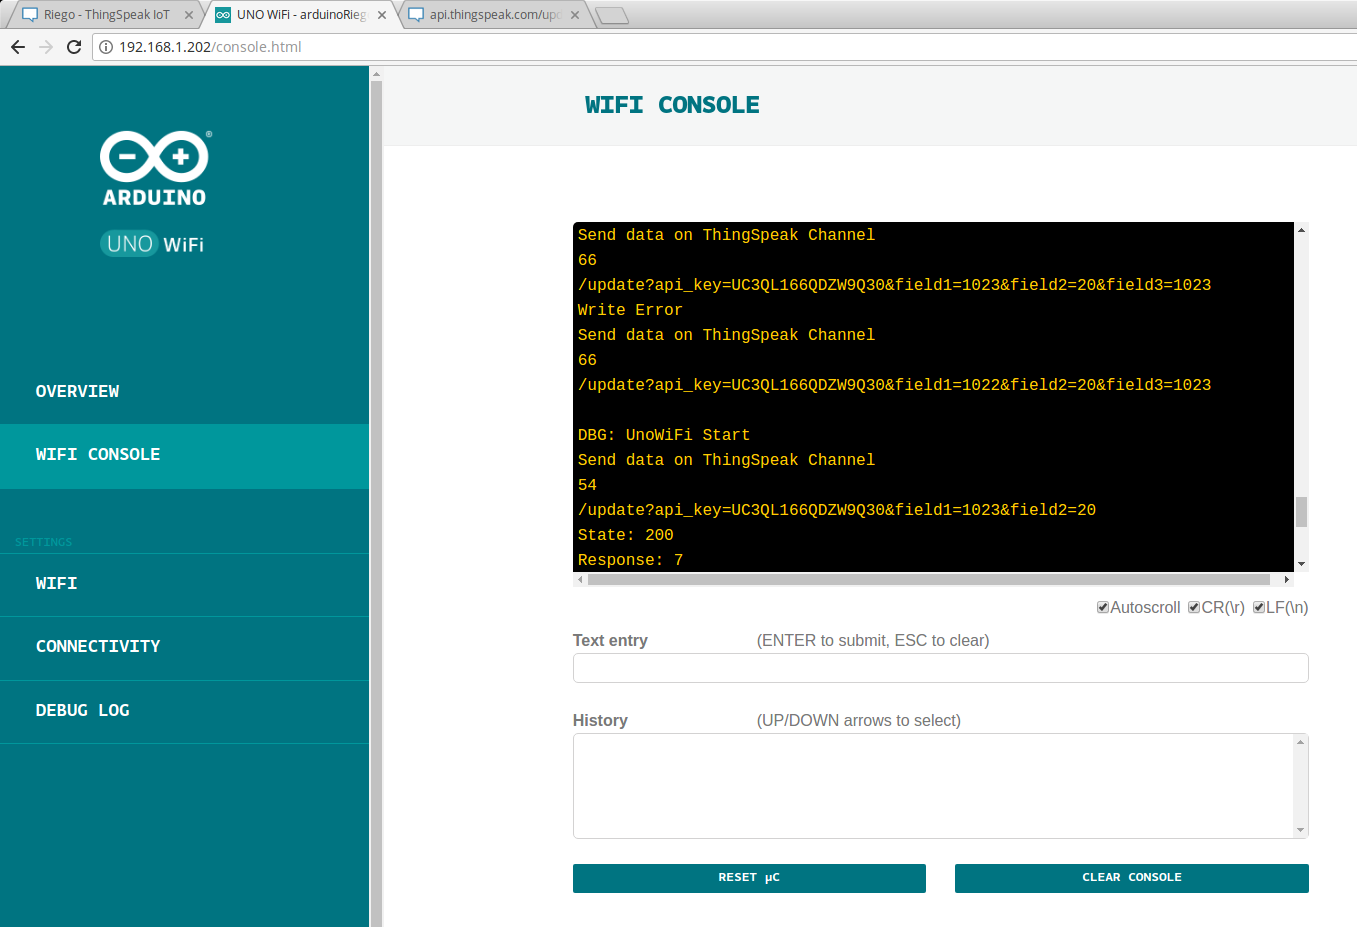 Riego - ThingSpeak IoT
UNO WiFi - arduinoRieg
api.thingspeak.com/upd
192.168.1.202/console.html
ARDUINO
®
UNO WiFi
OVERVIEW
WIFI CONSOLE
SETTINGS
WIFI
CONNECTIVITY
DEBUG LOG
WIFI CONSOLE
Send data on ThingSpeak Channel
66
/update?api_key=UC3QL166QDZW9Q30&field1=1023&field2=20&field3=1023
Write Error
Send data on ThingSpeak Channel
66
/update?api_key=UC3QL166QDZW9Q30&field1=1022&field2=20&field3=1023
DBG: UnoWiFi Start
Send data on ThingSpeak Channel
54
/update?api_key=UC3QL166QDZW9Q30&field1=1023&field2=20
State: 200
Response: 7
Autoscroll CR(\r) LF(\n)
Text entry (ENTER to submit, ESC to clear)
History (UP/DOWN arrows to select)
RESET µC
CLEAR CONSOLE